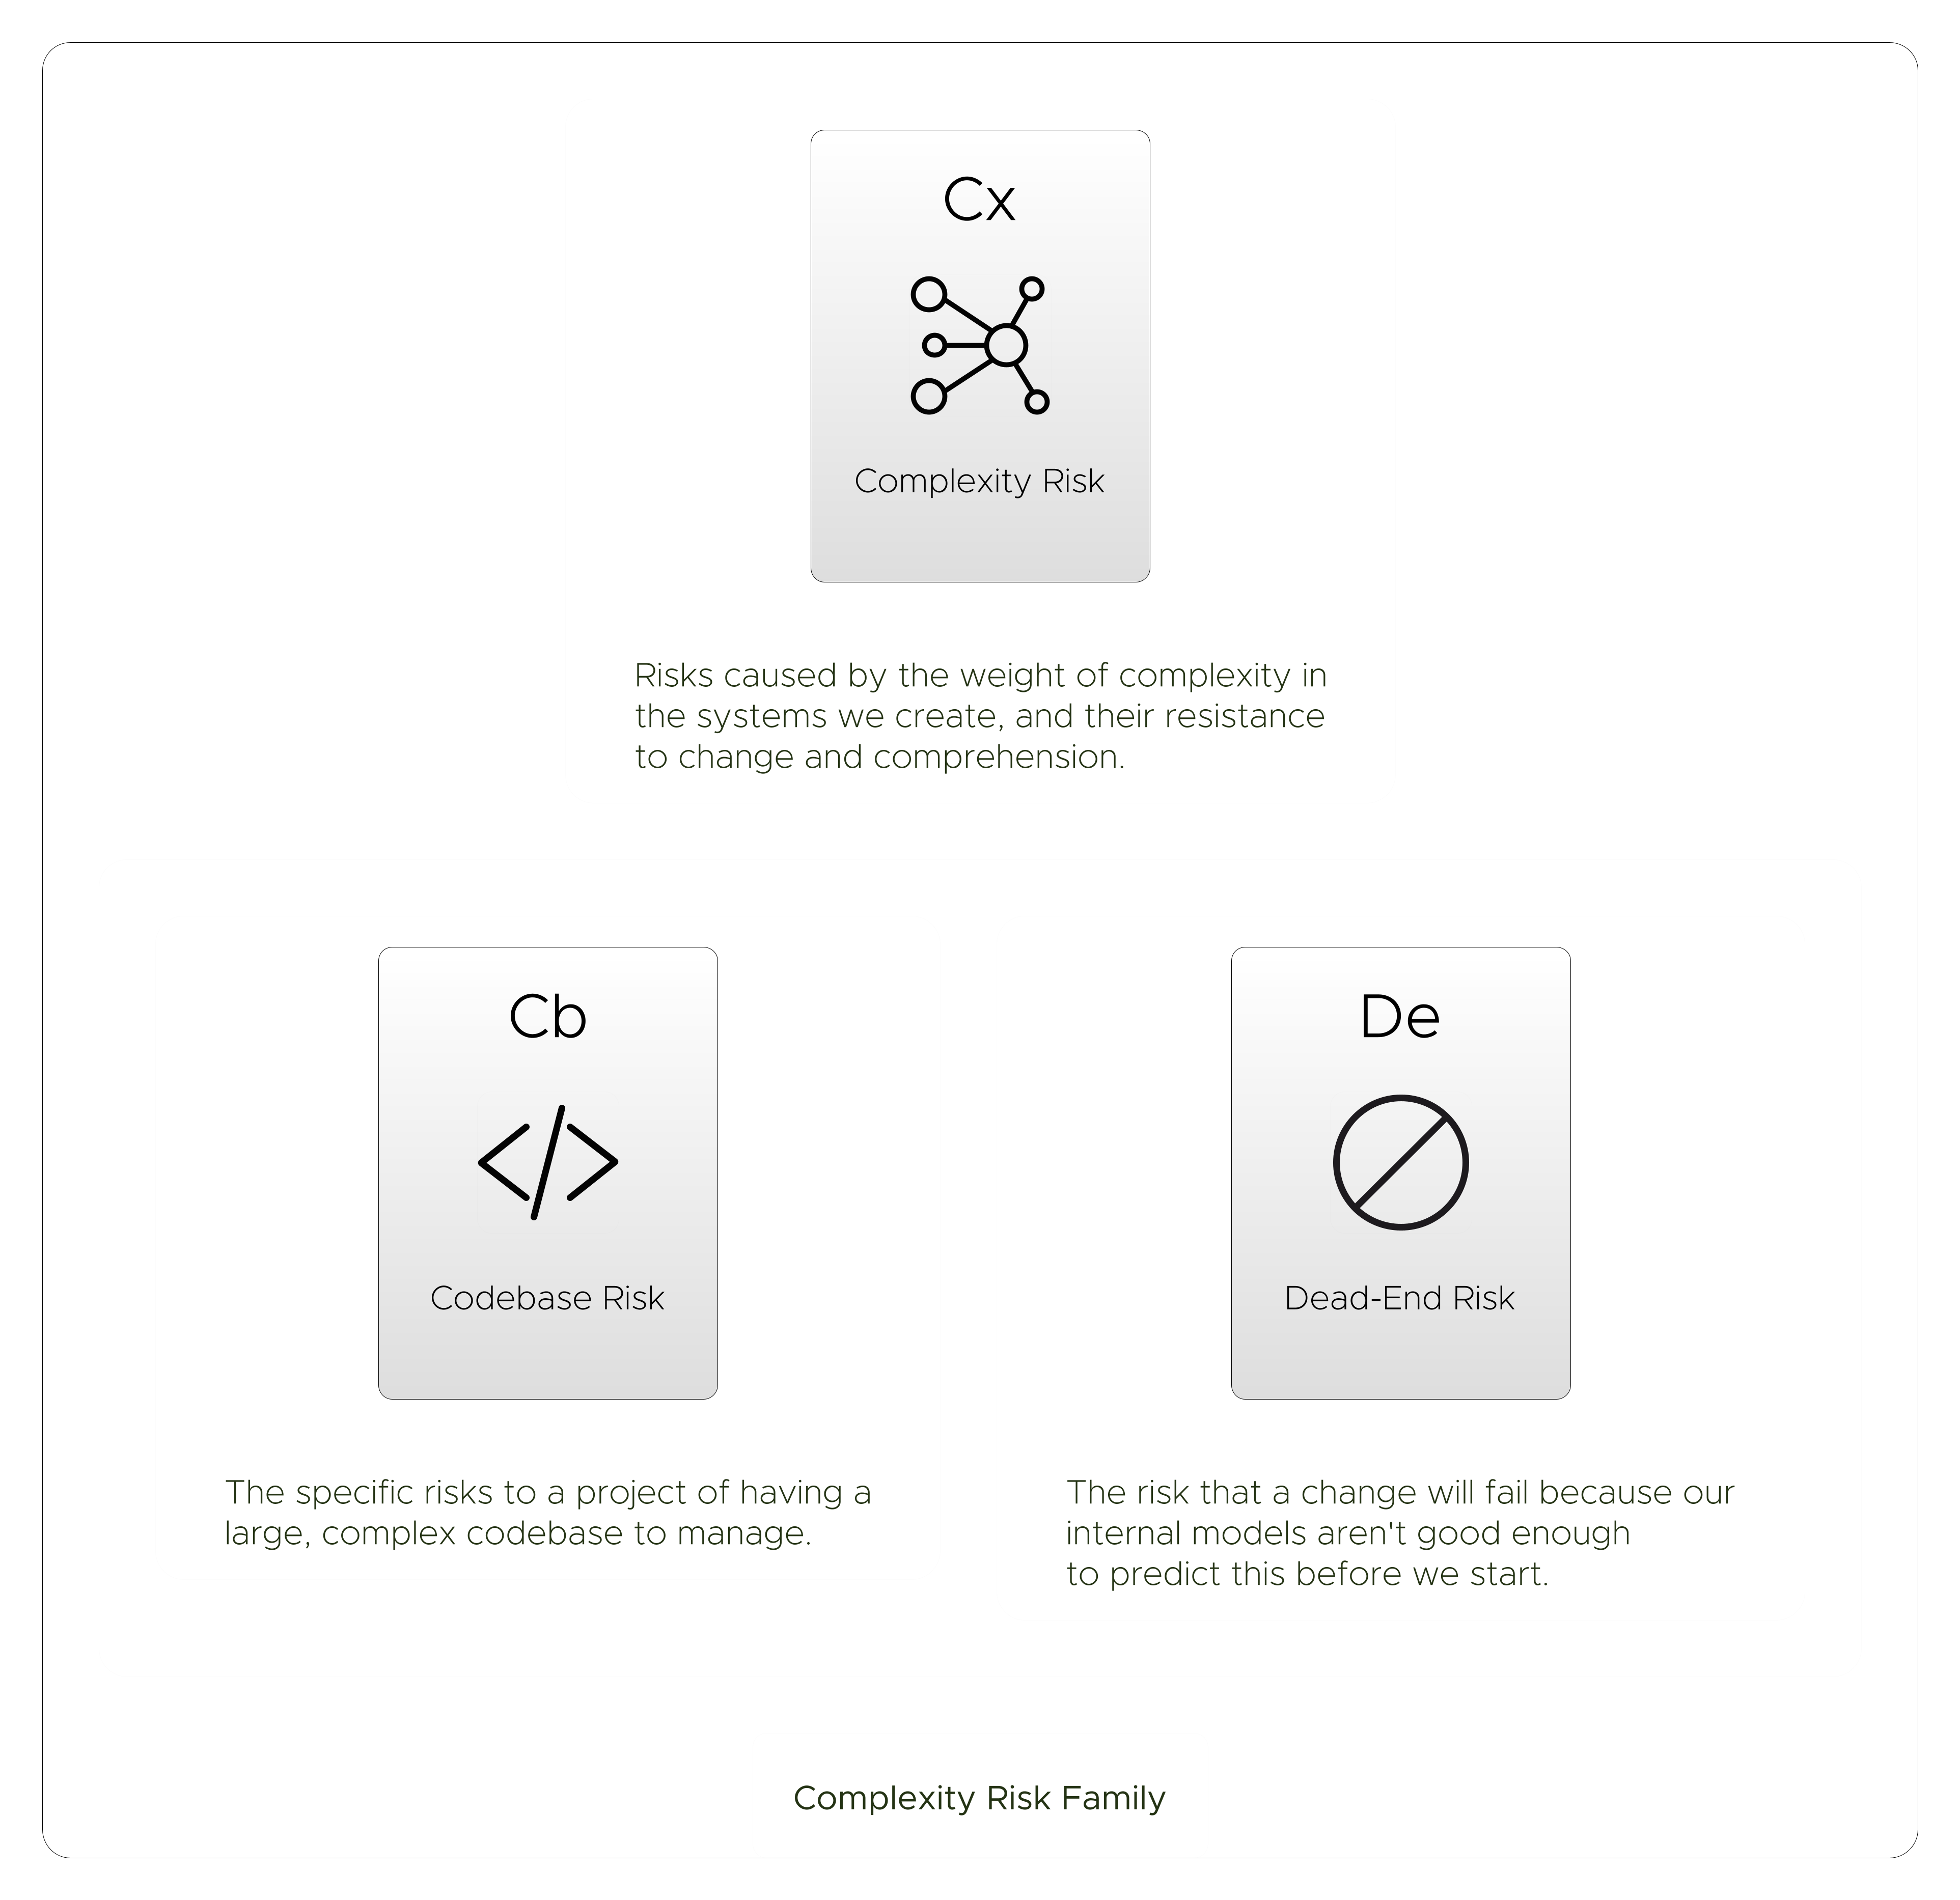 Cx
Complexity Risk
Risks caused by the weight of complexity in
the systems we create, and their resistance
to change and comprehension.
Cb
Codebase Risk
The specific risks to a project of having a
large, complex codebase to manage.
De
Dead-End Risk
The risk that a change will fail because our
internal models aren't good enough
to predict this before we start.
Complexity Risk Family